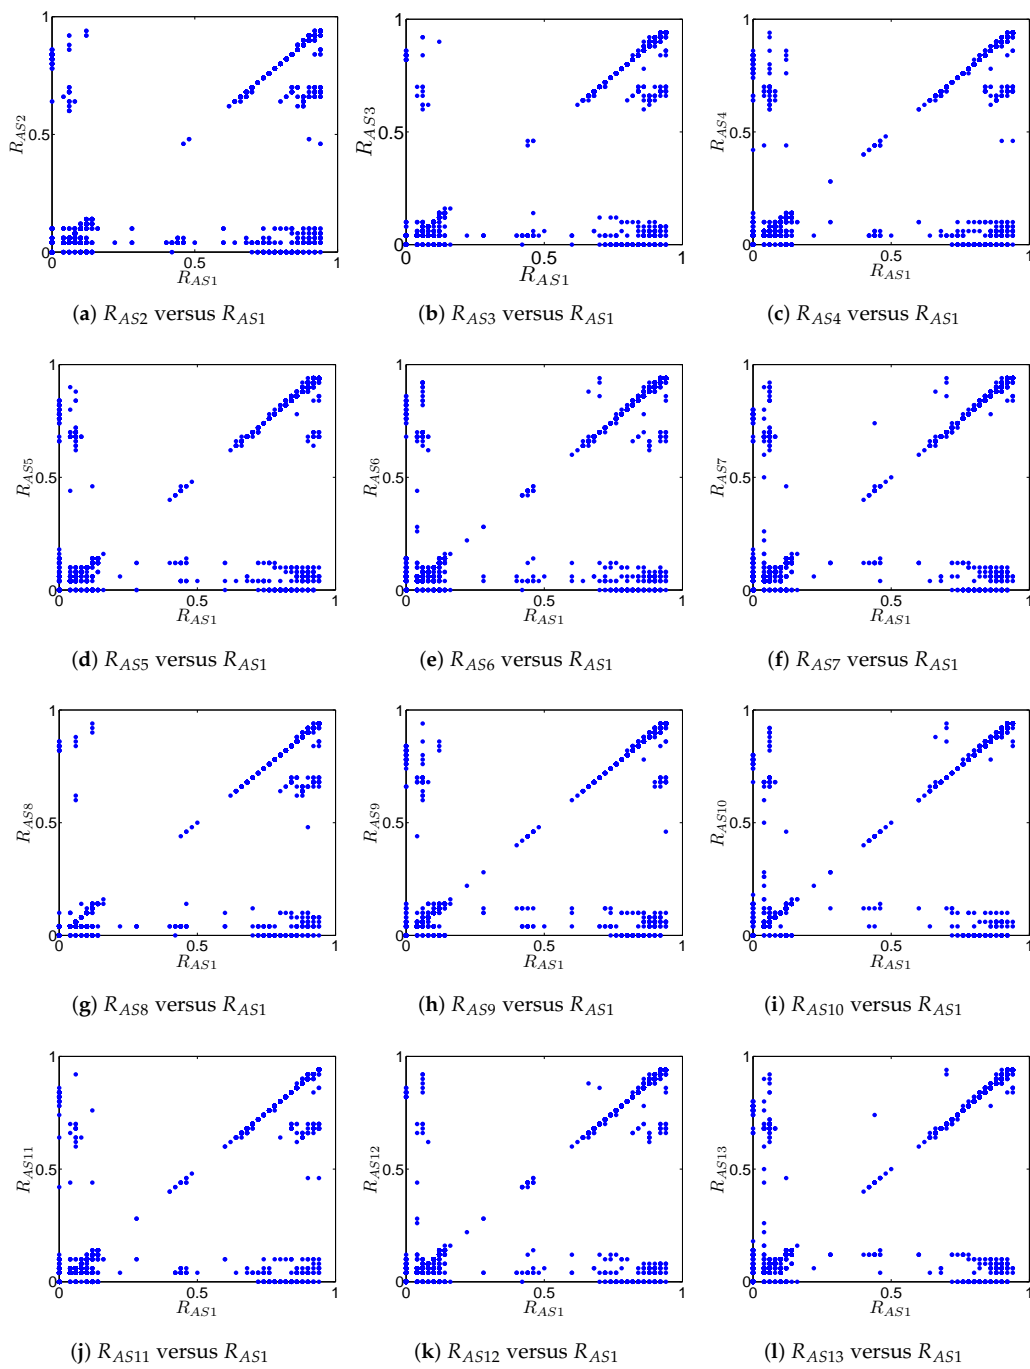 1
0.5
0
0.5
1
R_AS2
R_AS1
(a) R_AS2 versus R_AS1
1
0.5
0
0
0.5
1
R_AS3
R_AS1
(b) R_AS3 versus R_AS1
1
0.5
0
0
0.5
1
R_AS4
R_AS1
(c) R_AS4 versus R_AS1
1
0.5
0
0
0.5
1
R_AS5
R_AS1
(d) R_AS5 versus R_AS1
1
0.5
0
0
0.5
1
R_AS6
R_AS1
(e) R_AS6 versus R_AS1
1
0.5
0
0
0.5
1
R_AS7
R_AS1
(f) R_AS7 versus R_AS1
1
0.5
0
0
0.5
1
R_AS8
R_AS1
(g) R_AS8 versus R_AS1
1
0.5
0
0
0.5
1
R_AS9
R_AS1
(h) R_AS9 versus R_AS1
1
0.5
0
0
0.5
1
R_AS10
R_AS1
(i) R_AS10 versus R_AS1
1
0.5
0
0
0.5
1
R_AS11
R_AS1
(j) R_AS11 versus R_AS1
1
0.5
0
0
0.5
1
R_AS12
R_AS1
(k) R_AS12 versus R_AS1
1
0.5
0
0
0.5
1
R_AS13
R_AS1
(l) R_AS13 versus R_AS1